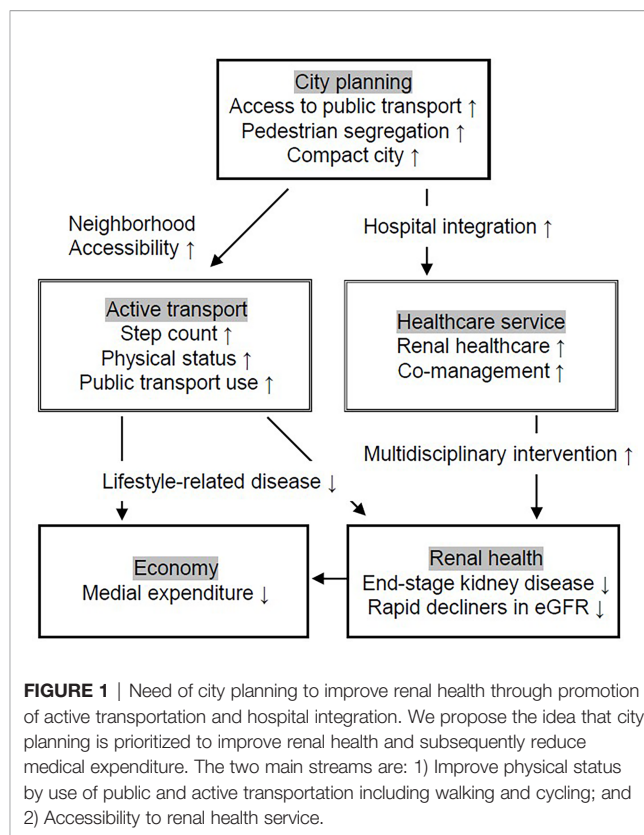 City planning
Access to public transport ↑
Pedestrian segregation ↑
Compact city ↑
Neighborhood
Accessibility ↑
Hospital integration ↑
Active transport
Step count ↑
Physical status ↑
Public transport use ↑
Healthcare service
Renal healthcare ↑
Co-management ↑
Lifestyle-related disease ↓
Multidisciplinary intervention ↑
Economy
Medial expenditure ↓
Renal health
End-stage kidney disease ↓
Rapid decliners in eGFR ↓
FIGURE 1 | Need of city planning to improve renal health through promotion
of active transportation and hospital integration. We propose the idea that city
planning is prioritized to improve renal health and subsequently reduce
medical expenditure. The two main streams are: 1) Improve physical status
by use of public and active transportation including walking and cycling; and
2) Accessibility to renal health service.